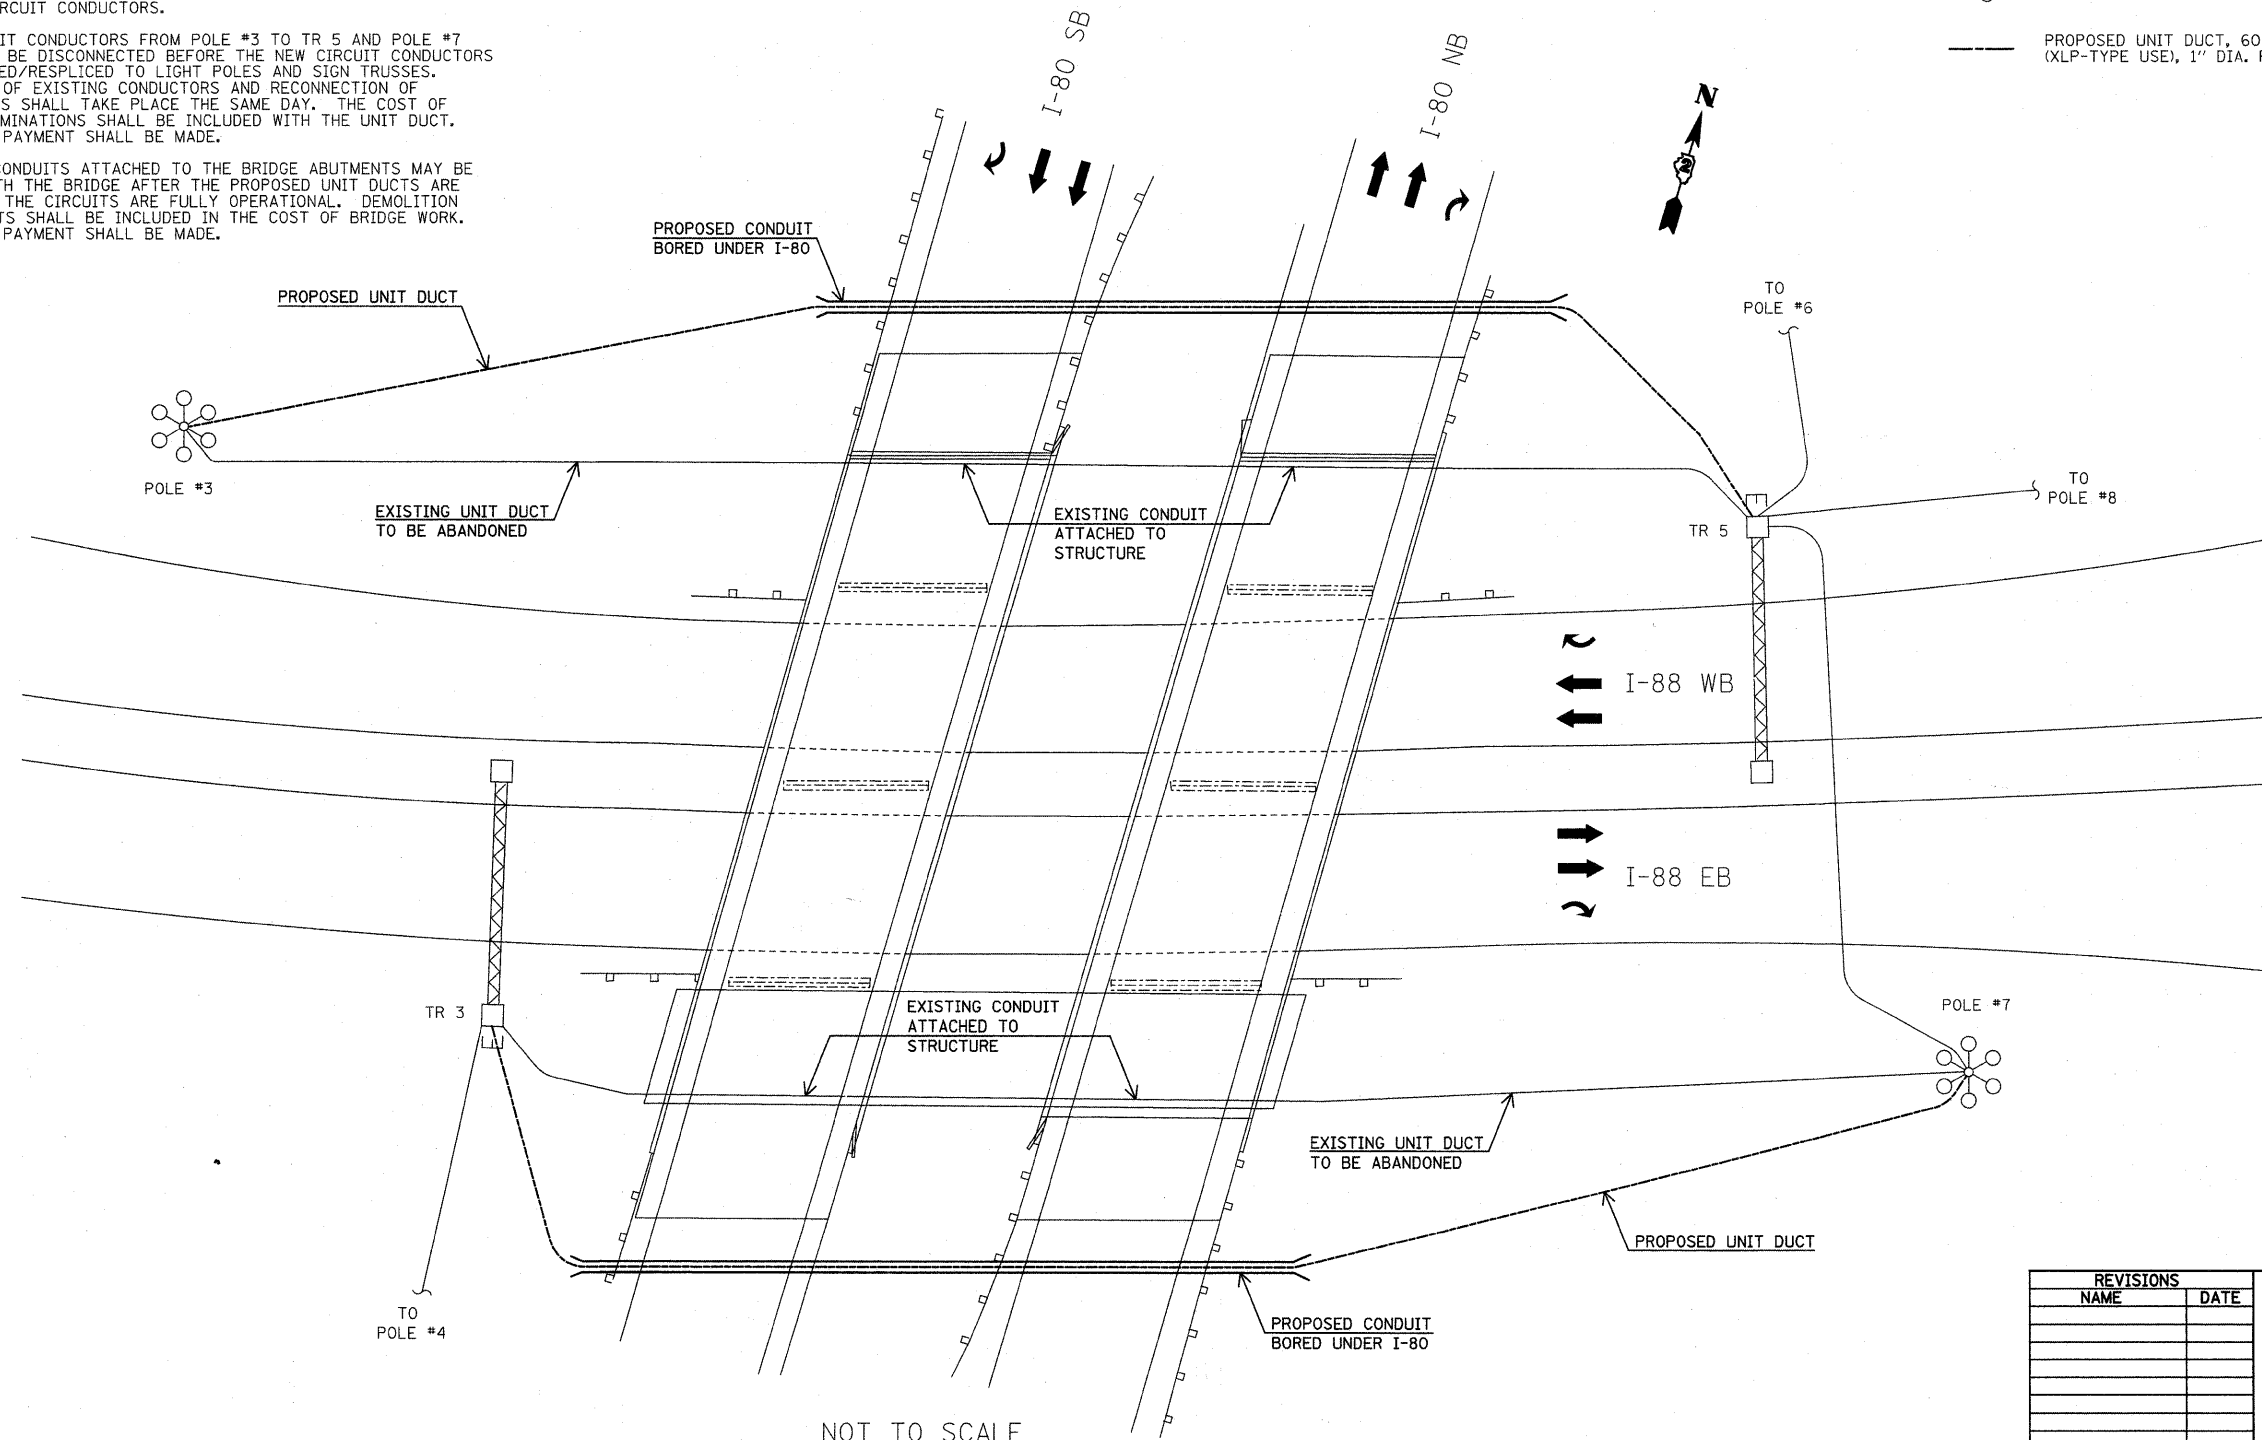 RCUIT CONDUCTORS.
IT CONDUCTORS FROM POLE #3 TO TR 5 AND POLE #7
BE DISCONNECTED BEFORE THE NEW CIRCUIT CONDUCTORS
ED/RESPLICED TO LIGHT POLES AND SIGN TRUSSES.
OF EXISTING CONDUCTORS AND RECONNECTION OF
S SHALL TAKE PLACE THE SAME DAY. THE COST OF
MINATIONS SHALL BE INCLUDED WITH THE UNIT DUCT.
PAYMENT SHALL BE MADE.
CONDUITS ATTACHED TO THE BRIDGE ABUTMENTS MAY BE
TH THE BRIDGE AFTER THE PROPOSED UNIT DUCTS ARE
THE CIRCUITS ARE FULLY OPERATIONAL. DEMOLITION
TS SHALL BE INCLUDED IN THE COST OF BRIDGE WORK.
PAYMENT SHALL BE MADE.
PROPOSED UNIT DUCT, 60
(XLP-TYPE USE), 1" DIA.
I-80 SB
I-80 NB
N
2
PROPOSED CONDUIT
BORED UNDER I-80
PROPOSED UNIT DUCT
TO
POLE #6
POLE #3
TO
POLE #8
EXISTING UNIT DUCT
TO BE ABANDONED
EXISTING CONDUIT
ATTACHED TO
STRUCTURE
TR 5
I-88 WB
I-88 EB
TR 3
EXISTING CONDUIT
ATTACHED TO
STRUCTURE
POLE #7
EXISTING UNIT DUCT
TO BE ABANDONED
PROPOSED UNIT DUCT
TO
POLE #4
PROPOSED CONDUIT
BORED UNDER I-80
REVISIONS
NAME DATE
NOT TO SCALE